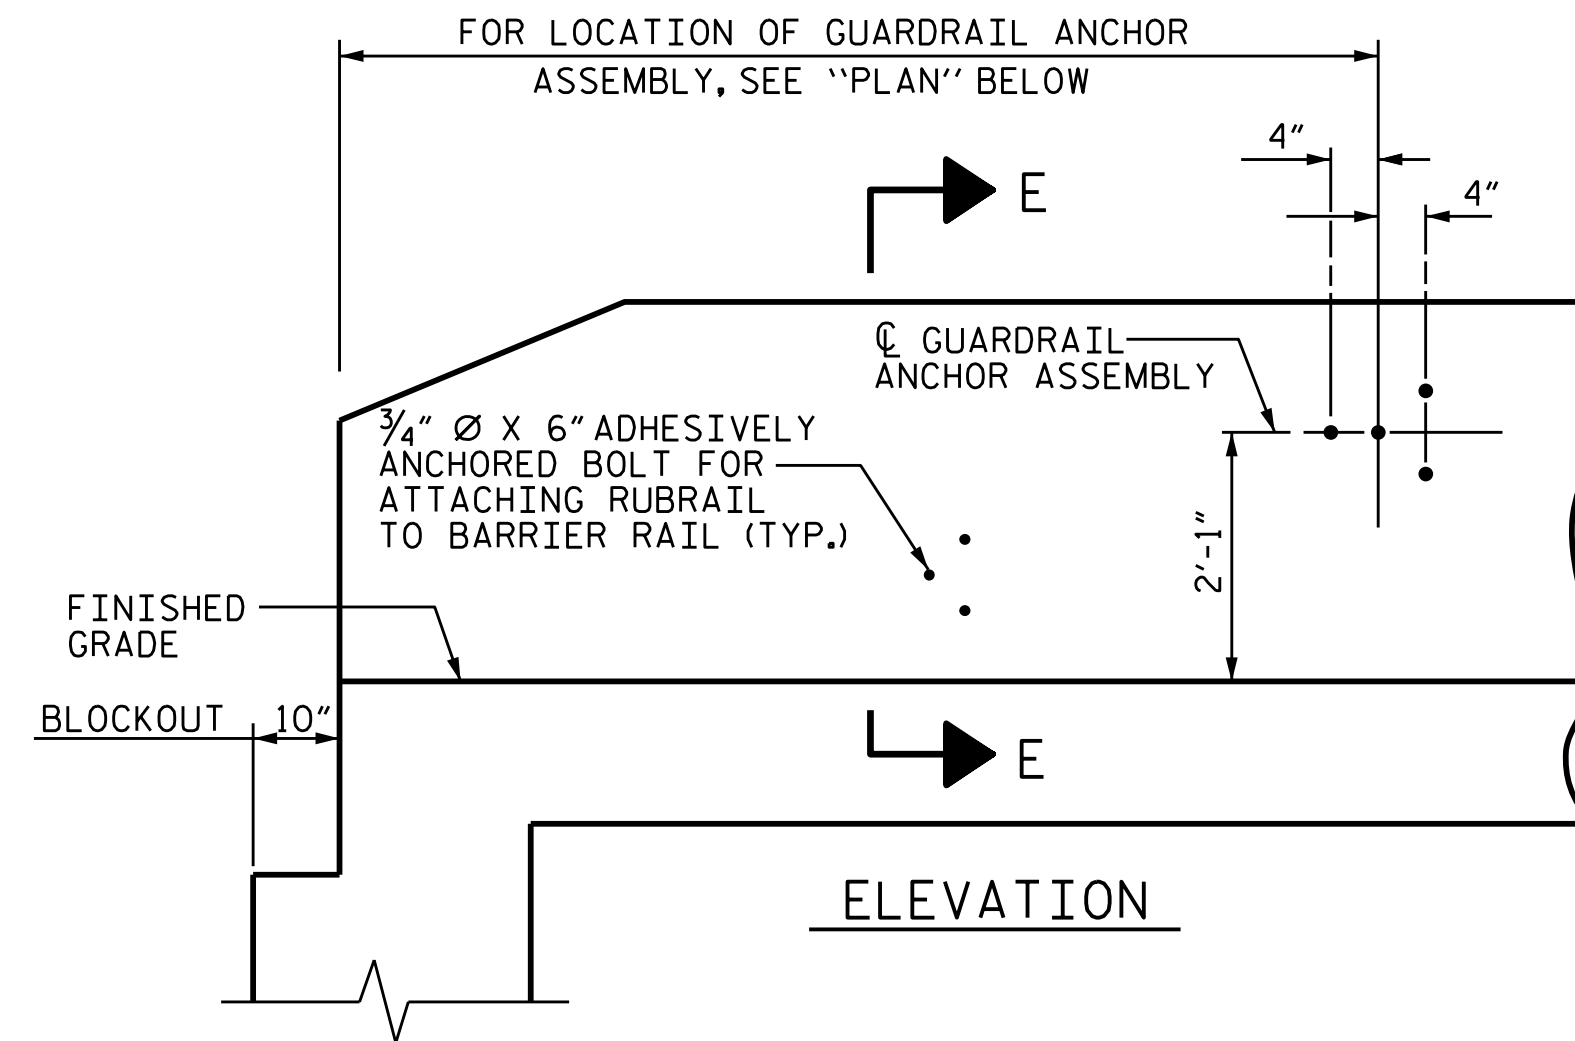 FOR LOCATION OF GUARDRAIL ANCHOR
ASSEMBLY, SEE ‘‘PLAN’’ BELOW
4"
4"
E
℄ GUARDRAIL
ANCHOR ASSEMBLY
3/4" Ø X 6" ADHESIVELY
ANCHORED BOLT FOR
ATTACHING RUBRAIL
TO BARRIER RAIL (TYP.)
2'-1"
FINISHED
GRADE
BLOCKOUT
10"
E
ELEVATION